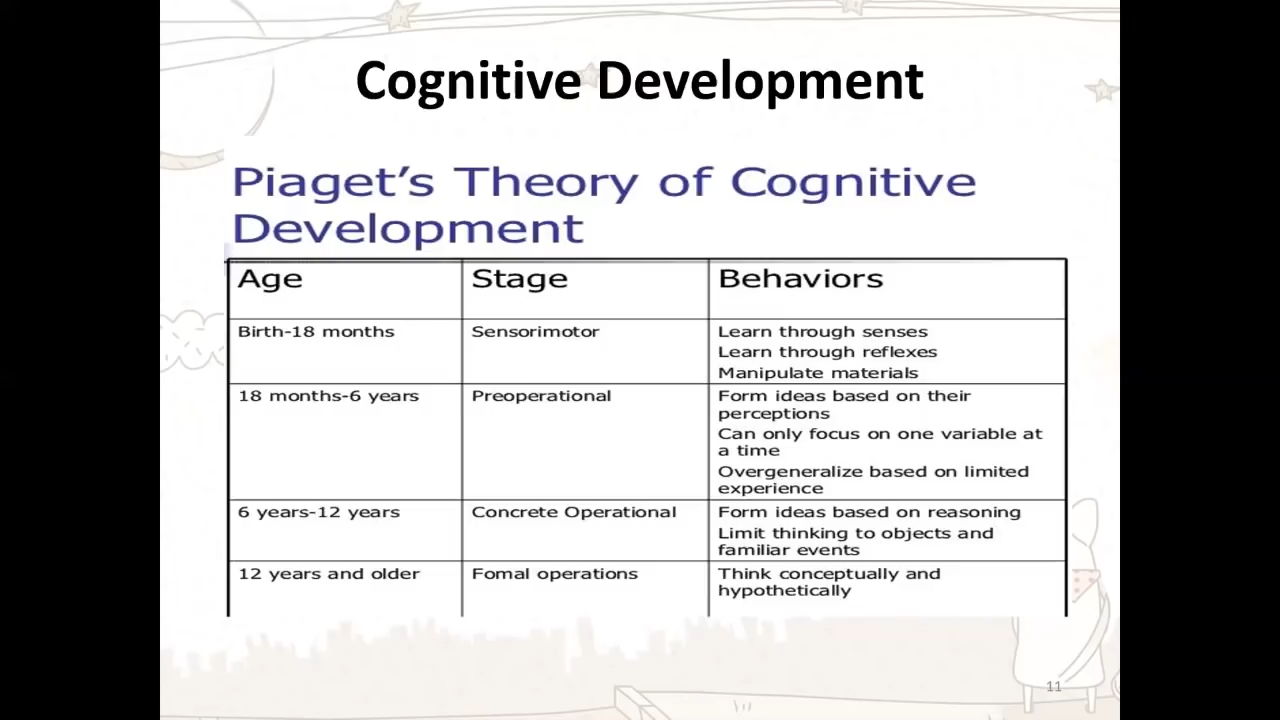 Cognitive Development
Piaget's Theory of Cognitive
Development
Age
Stage
Behaviors
Birth-18 months
Sensorimotor
Learn through senses
Learn through reflexes
Manipulate materials
18 months-6 years
Preoperational
Form ideas based on their
perceptions
Can only focus on one variable at
a time
Overgeneralize based on limited
experience
6 years-12 years
Concrete Operational
Form ideas based on reasoning
Limit thinking to objects and
familiar events
12 years and older
Fomal operations
Think conceptually and
hypothetically
11